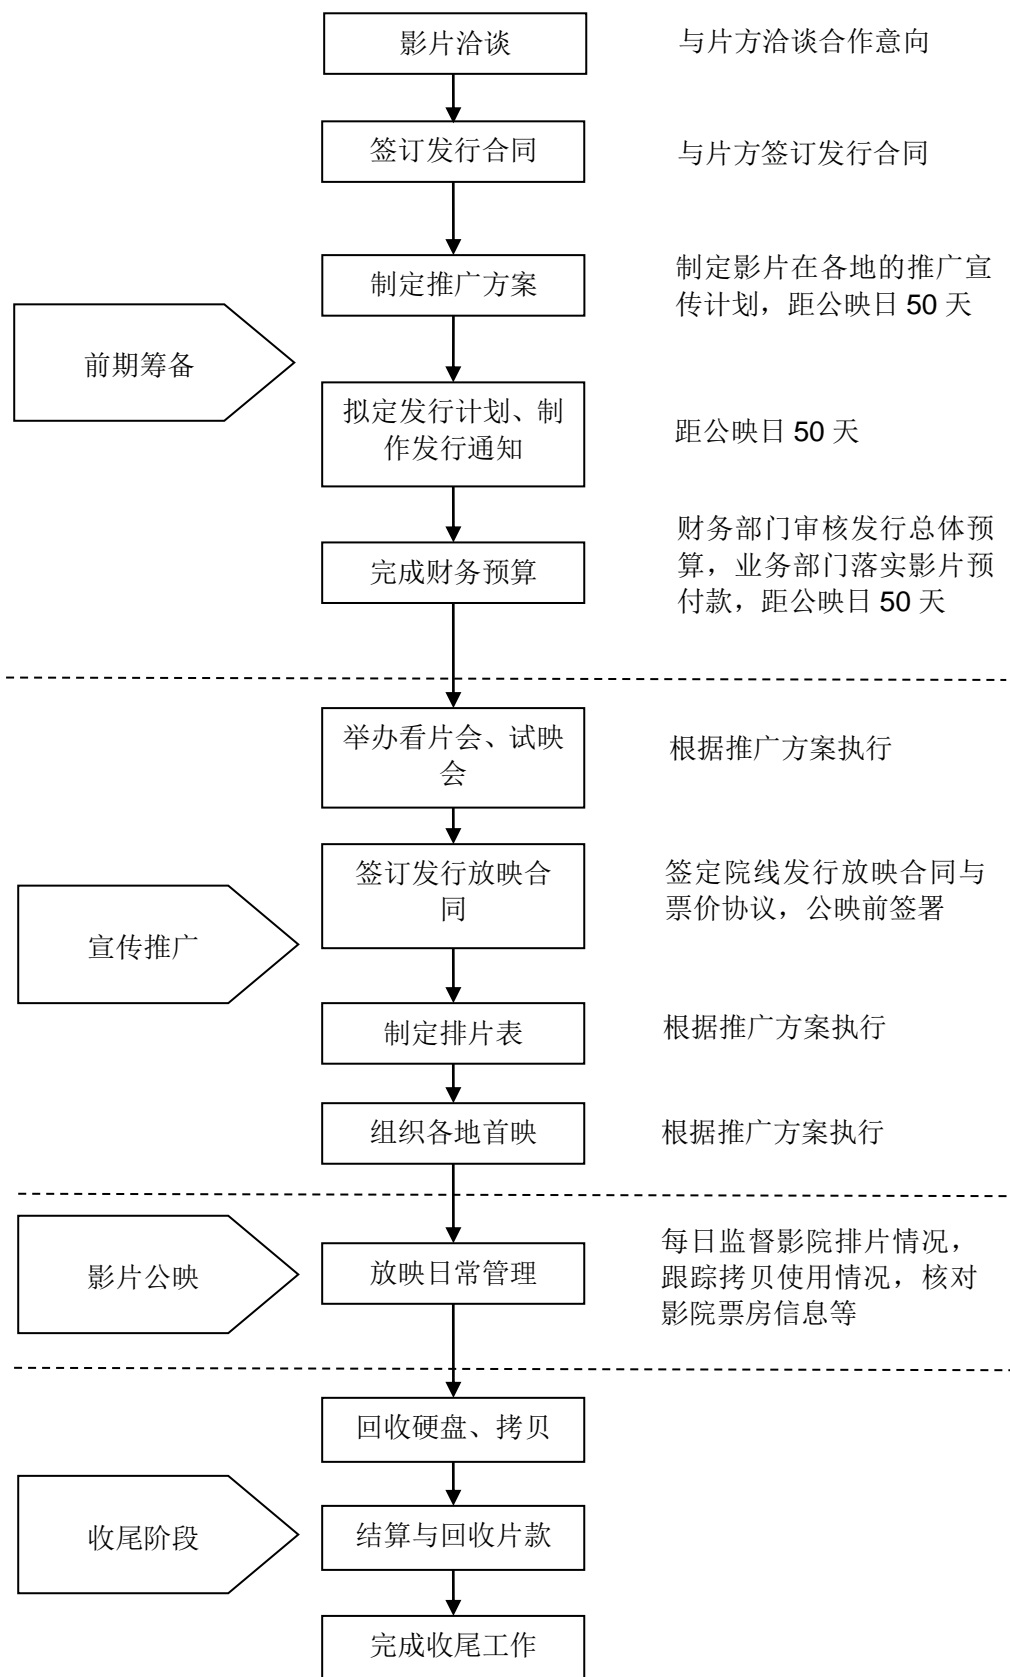 影片洽谈
与片方洽谈合作意向
签订发行合同
与片方签订发行合同
制定推广方案
制定影片在各地的推广宣
传计划，距公映日 50 天
前期筹备
拟定发行计划、制
作发行通知
距公映日 50 天
完成财务预算
财务部门审核发行总体预
算，业务部门落实影片预
付款，距公映日 50 天
举办看片会、试映
会
根据推广方案执行
签订发行放映合
同
签定院线发行放映合同与
票价协议，公映前签署
宣传推广
制定排片表
根据推广方案执行
组织各地首映
根据推广方案执行
影片公映
放映日常管理
每日监督影院排片情况，
跟踪拷贝使用情况，核对
影院票房信息等
回收硬盘、拷贝
收尾阶段
结算与回收片款
完成收尾工作